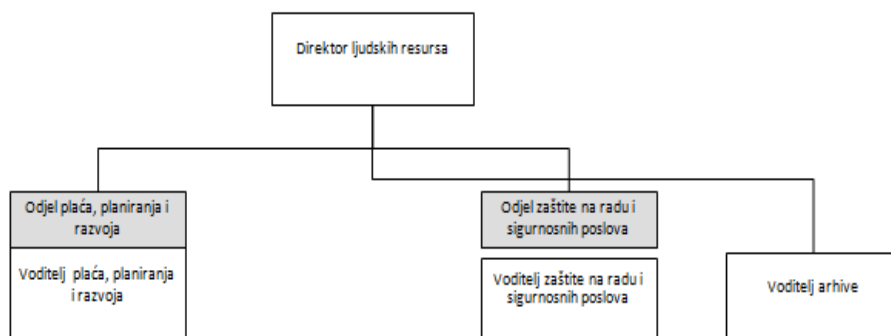 Direktor ljudskih resursa
Odjel plaća, planiranja i
razvoja
Voditelj plaća, planiranja
i razvoja
Odjel zaštite na radu i
sigurnosnih poslova
Voditelj zaštite na radu i
sigurnosnih poslova
Voditelj arhive